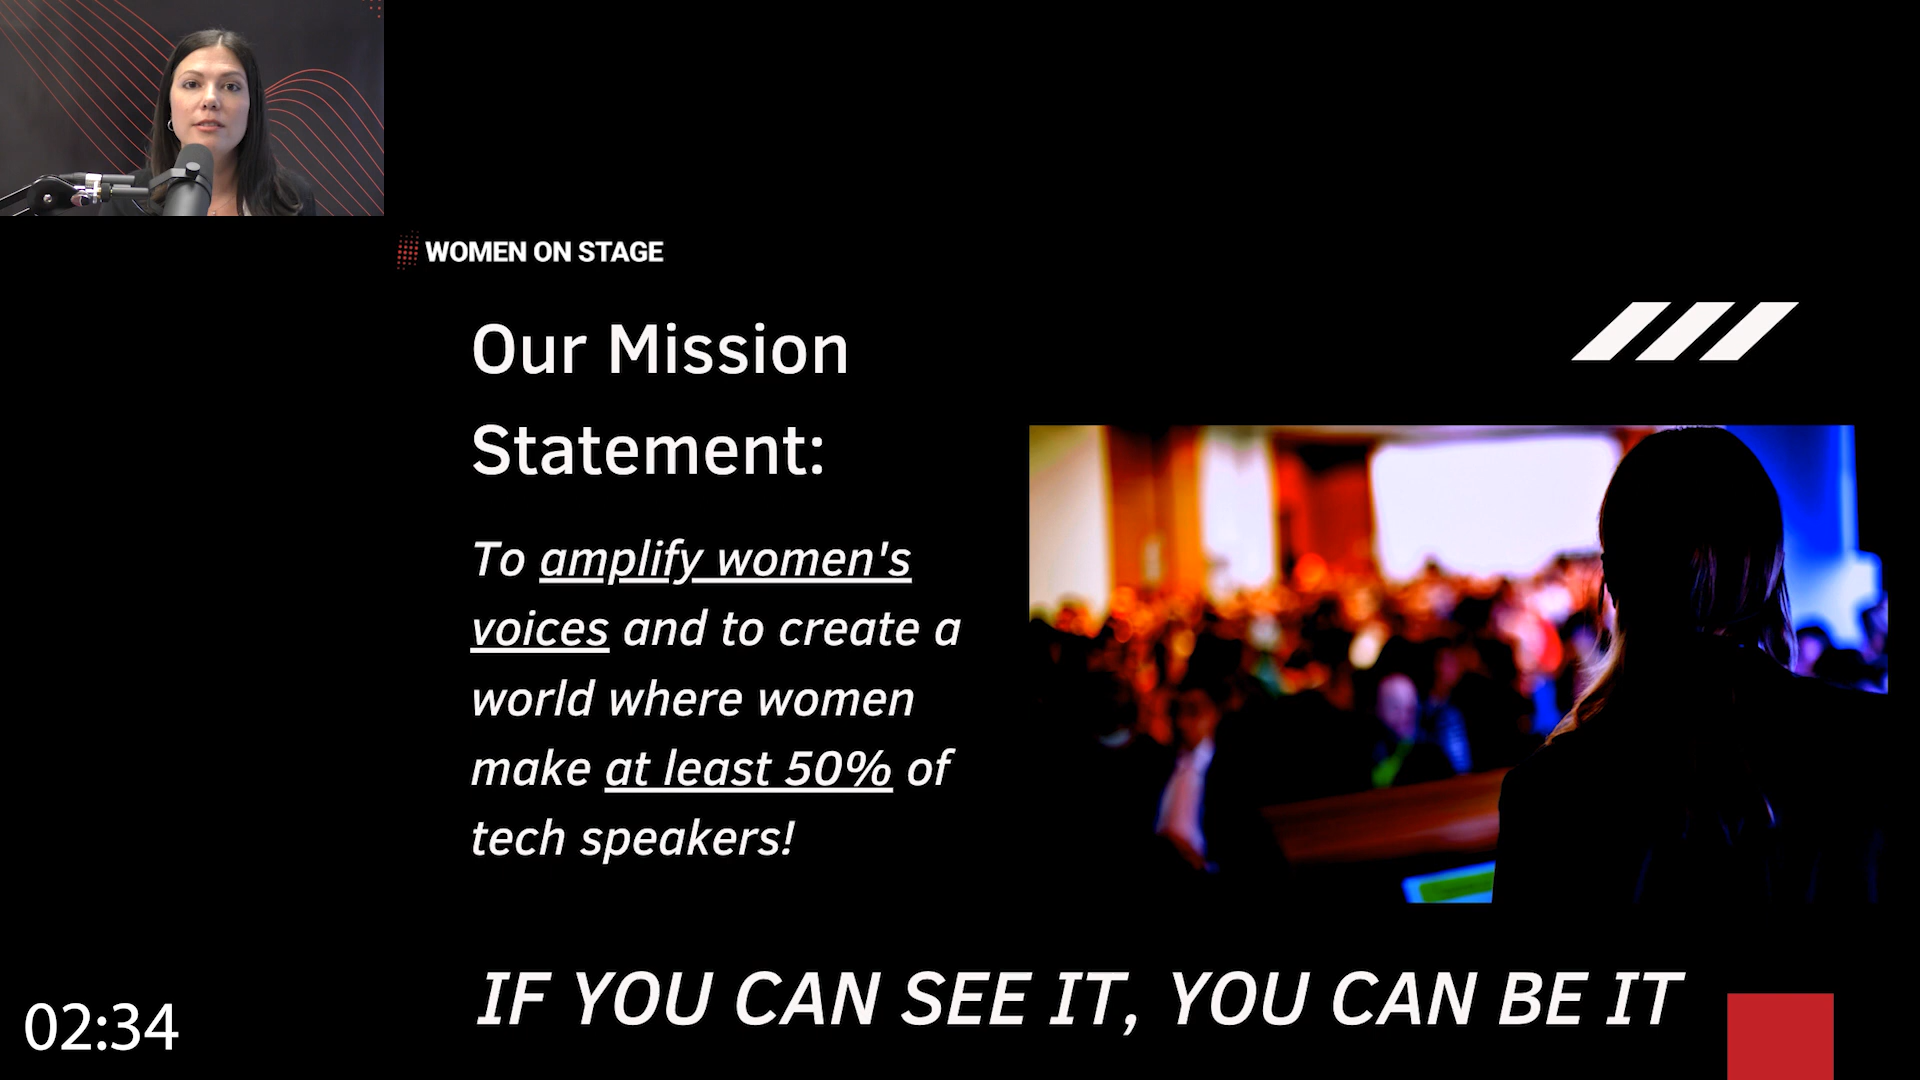 WOMEN ON STAGE
Our Mission
Statement:
To amplify women's
voices and to create a
world where women
make at least 50% of
tech speakers!
IF YOU CAN SEE IT, YOU CAN BE IT
02:34